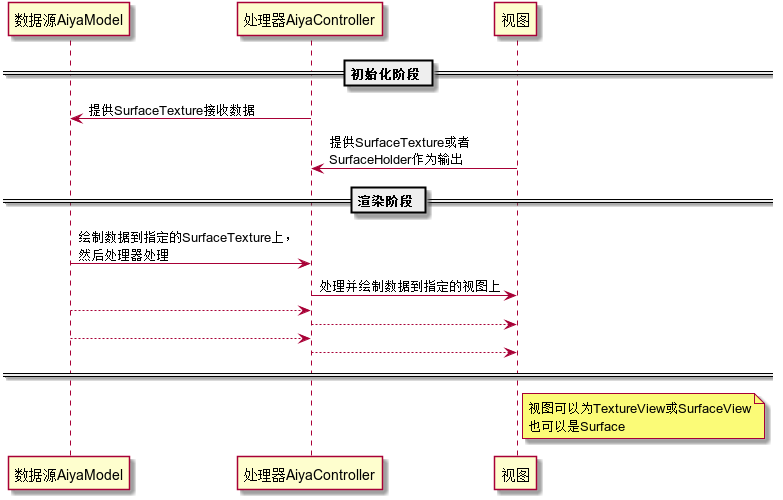 数据源AiyaModel
处理器AiyaController
视图
初始化阶段
提供SurfaceTexture接收数据
提供SurfaceTexture或者
SurfaceHolder作为输出
渲染阶段
绘制数据到指定的SurfaceTexture上，
然后处理器处理
处理并绘制数据到指定的视图上
视图可以为TextureView或SurfaceView
也可以是Surface
数据源AiyaModel
处理器AiyaController
视图